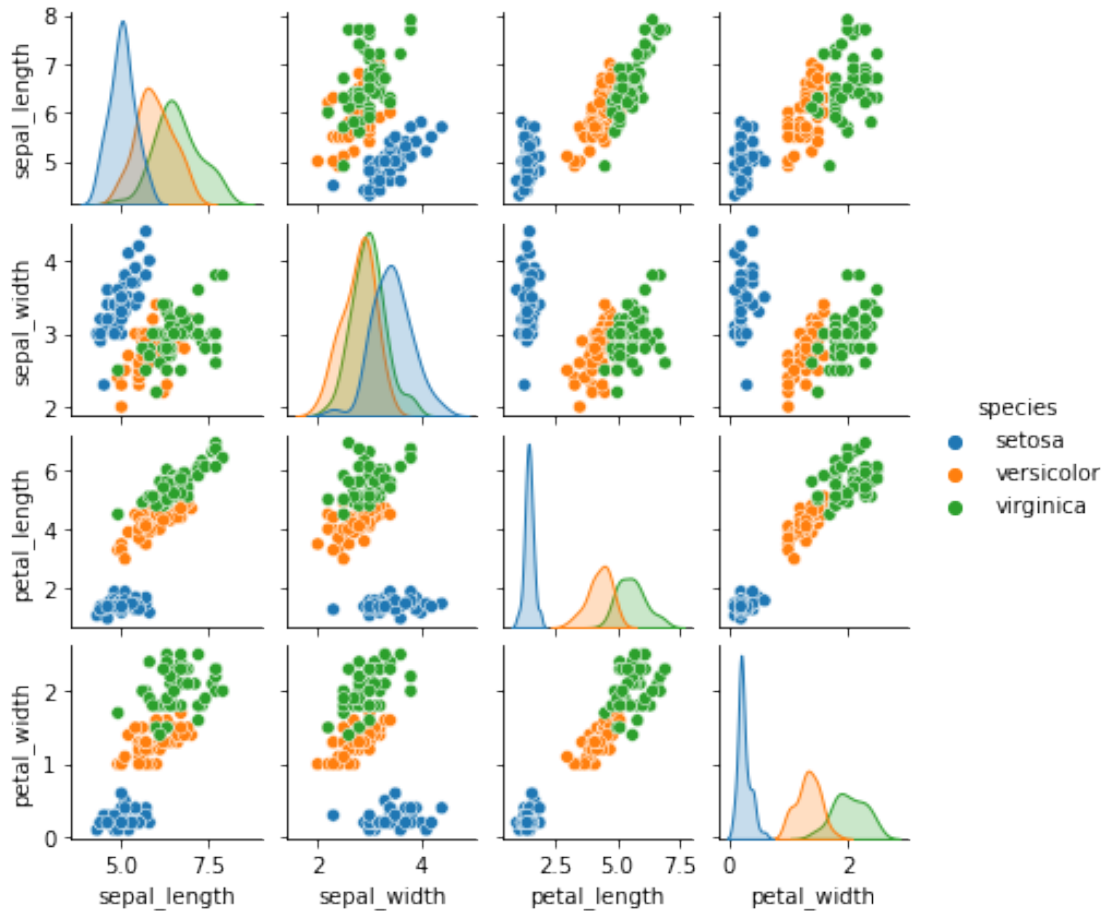 sepal_length
8
7
6
5
sepal_width
4
3
2
petal_length
6
4
2
petal_width
2
1
0
5.0 7.5
sepal_length
2 4
sepal_width
2.5 5.0 7.5
petal_length
0 2
petal_width
species
setosa
versicolor
virginica